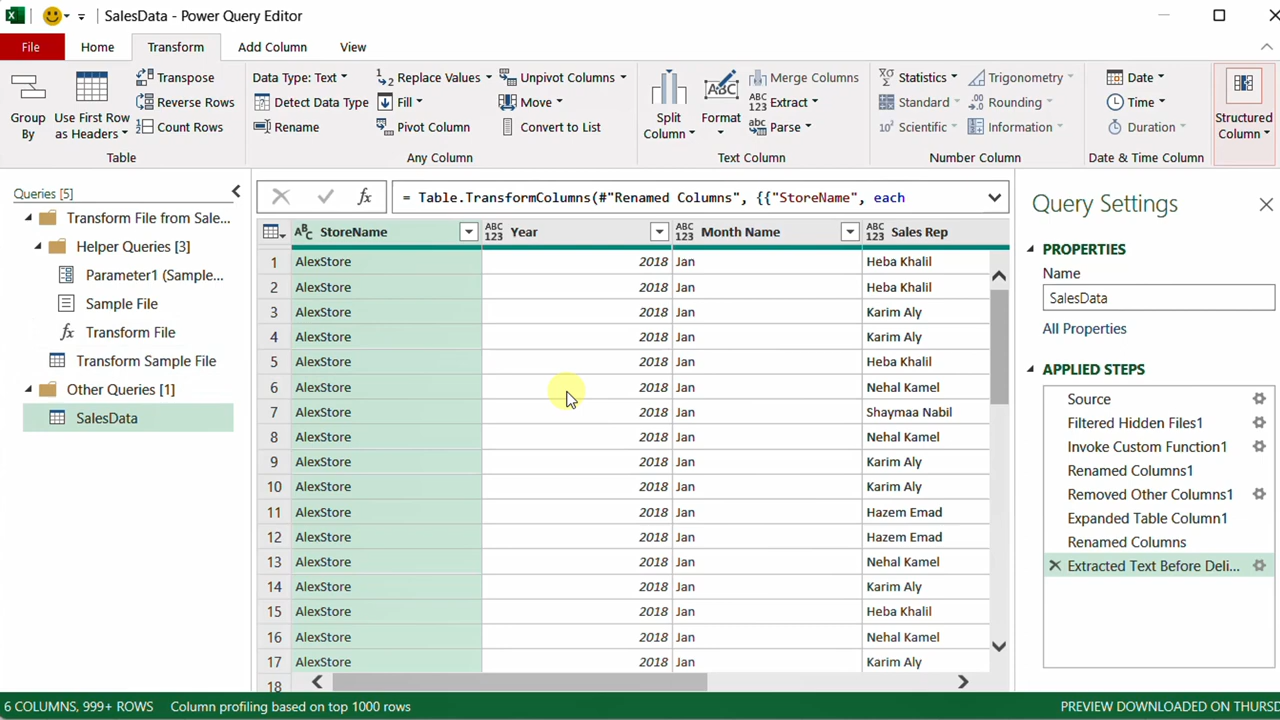 SalesData - Power Query Editor
File Home Transform Add Column View
Group By
Use First Row as Headers
Transpose
Reverse Rows
Count Rows
Table
Data Type: Text
Detect Data Type
Rename
Replace Values
Fill
Pivot Column
Unpivot Columns
Move
Convert to List
Any Column
Split Column
Format
Merge Columns
Extract
Parse
Text Column
Statistics
Standard
Scientific
Trigonometry
Rounding
Information
Number Column
Date
Time
Duration
Date & Time Column
Structured Column
Queries [5]
Transform File from Sale...
Helper Queries [3]
Parameter1 (Sample...
Sample File
Transform File
Transform Sample File
Other Queries [1]
SalesData
= Table.TransformColumns(#"Renamed Columns", {{"StoreName", each
StoreName Year Month Name Sales Rep
1 AlexStore 2018 Jan Heba Khalil
2 AlexStore 2018 Jan Heba Khalil
3 AlexStore 2018 Jan Karim Aly
4 AlexStore 2018 Jan Karim Aly
5 AlexStore 2018 Jan Heba Khalil
6 AlexStore 2018 Jan Nehal Kamel
7 AlexStore 2018 Jan Shaymaa Nabil
8 AlexStore 2018 Jan Nehal Kamel
9 AlexStore 2018 Jan Karim Aly
10 AlexStore 2018 Jan Karim Aly
11 AlexStore 2018 Jan Hazem Emad
12 AlexStore 2018 Jan Hazem Emad
13 AlexStore 2018 Jan Nehal Kamel
14 AlexStore 2018 Jan Karim Aly
15 AlexStore 2018 Jan Heba Khalil
16 AlexStore 2018 Jan Nehal Kamel
17 AlexStore 2018 Jan Karim Aly
18
Query Settings
PROPERTIES
Name
SalesData
All Properties
APPLIED STEPS
Source
Filtered Hidden Files1
Invoke Custom Function1
Renamed Columns1
Removed Other Columns1
Expanded Table Column1
Renamed Columns
Extracted Text Before Deli...
6 COLUMNS, 999+ ROWS Column profiling based on top 1000 rows PREVIEW DOWNLOADED ON THURSD